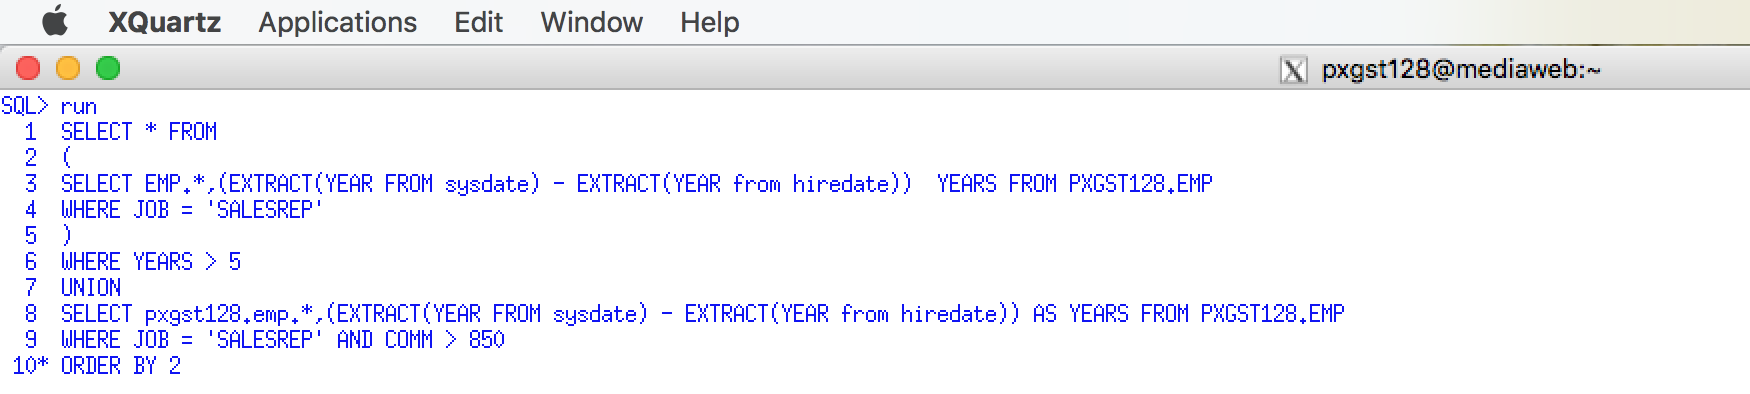 XQuartz Applications Edit Window Help
X pxgst128@mediaweb:~
SQL> run
1 SELECT * FROM
2 (
3 SELECT EMP.*,(EXTRACT(YEAR FROM sysdate) - EXTRACT(YEAR from hiredate))  YEARS FROM PXGST128.EMP
4 WHERE JOB = 'SALESREP'
5 )
6 WHERE YEARS > 5
7 UNION
8 SELECT pxgst128.emp.*,(EXTRACT(YEAR FROM sysdate) - EXTRACT(YEAR from hiredate)) AS YEARS FROM PXGST128.EMP
9 WHERE JOB = 'SALESREP' AND COMM > 850
10* ORDER BY 2